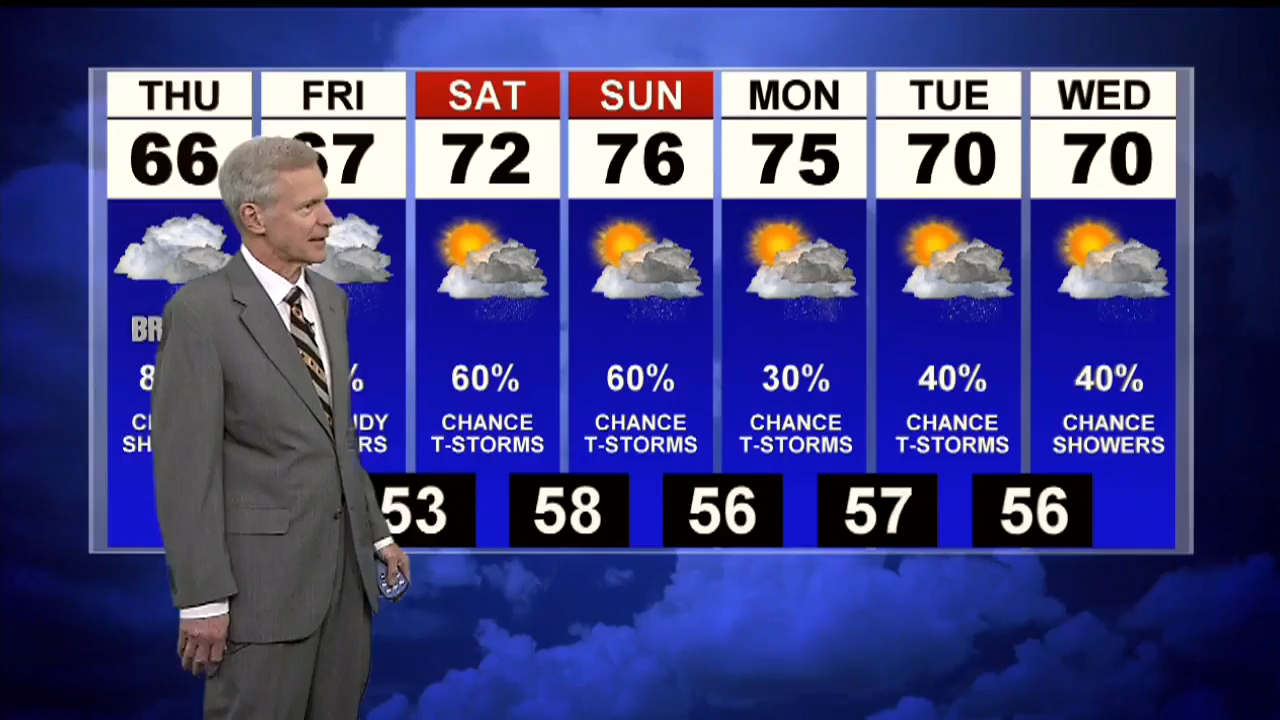 THU FRI SAT SUN MON TUE WED
66 67 72 76 75 70 70
60% 60% 30% 40% 40%
CHANCE CHANCE CHANCE CHANCE CHANCE
T-STORMS T-STORMS T-STORMS T-STORMS SHOWERS
53 58 56 57 56